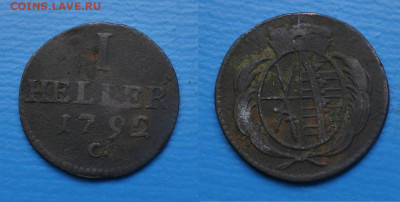 COINS.LAVE.RU
I
HELLER
1792
C